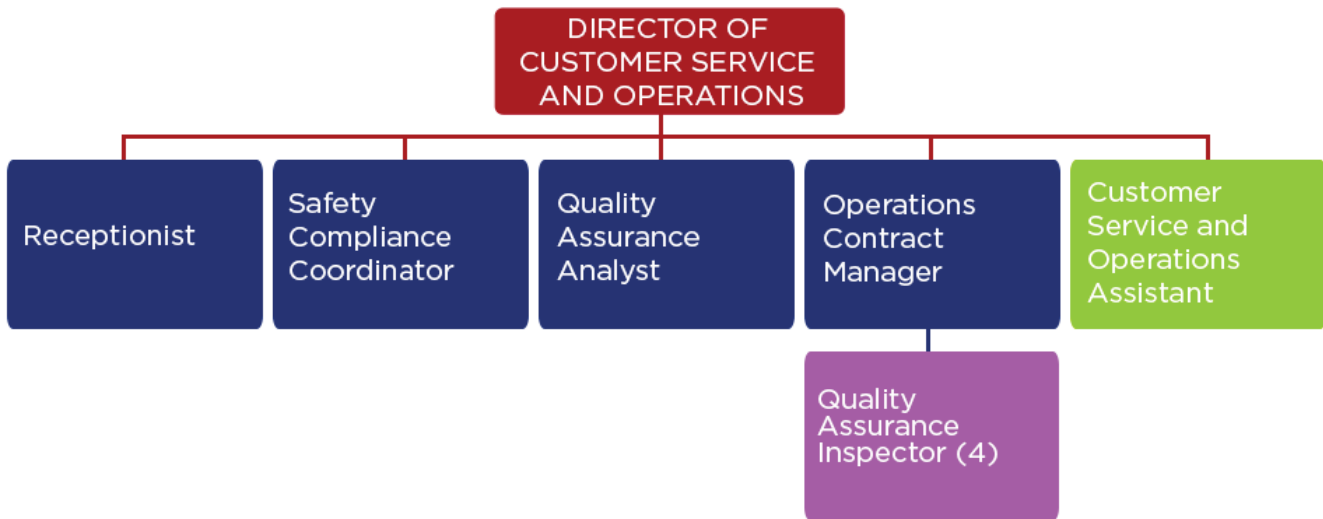 DIRECTOR OF
CUSTOMER SERVICE
AND OPERATIONS
Receptionist
Safety
Compliance
Coordinator
Quality
Assurance
Analyst
Operations
Contract
Manager
Customer
Service and
Operations
Assistant
Quality
Assurance
Inspector (4)